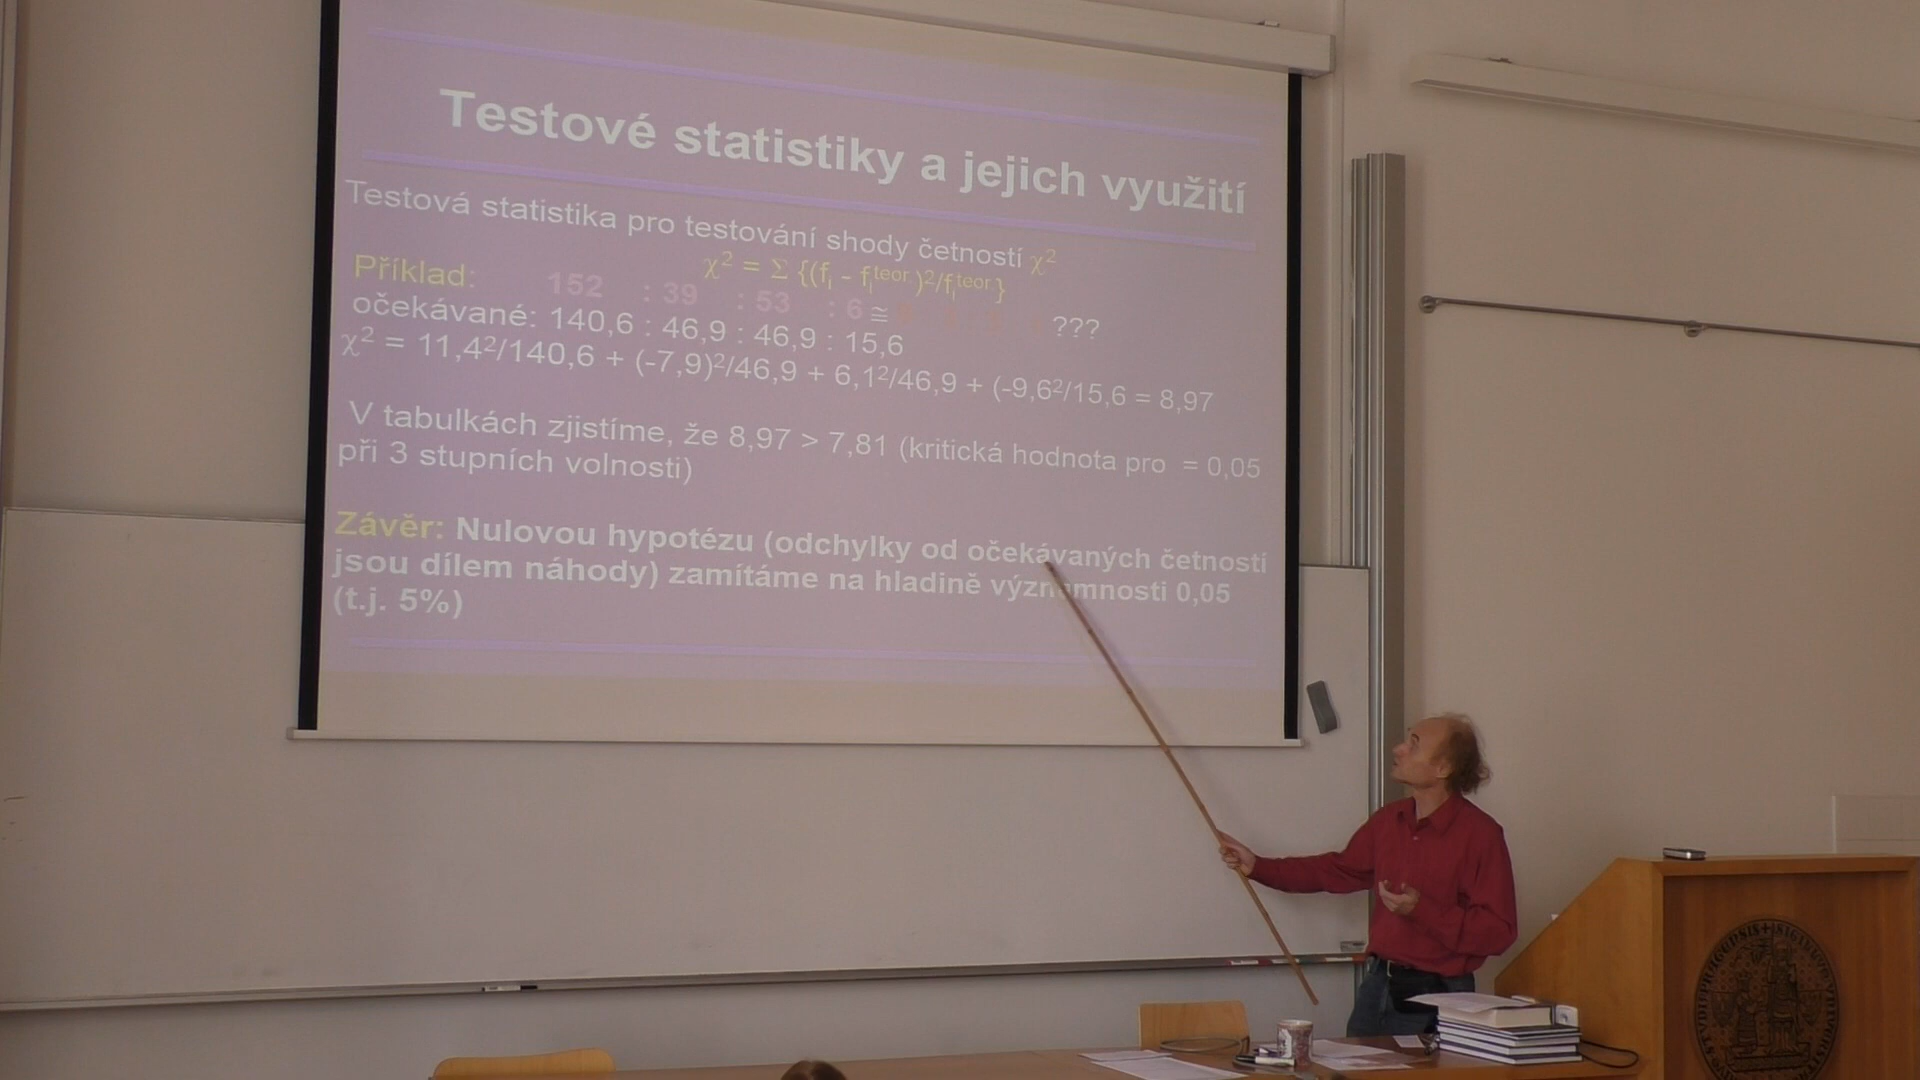 Testové statistiky a jejich využití
Testová statistika pro testování shody četností χ²
χ² = Σ {(fᵢ - fᵢteor.)²/fᵢteor.}
Příklad: 152 : 39 : 53 : 6 ≅ ???
očekávané: 140,6 : 46,9 : 46,9 : 15,6
χ² = 11,4²/140,6 + (-7,9)²/46,9 + 6,1²/46,9 + (-9,6²/15,6 = 8,97
V tabulkách zjistíme, že 8,97 > 7,81 (kritická hodnota pro = 0,05
při 3 stupních volnosti)
Závěr: Nulovou hypotézu (odchylky od očekávaných četností
jsou dílem náhody) zamítáme na hladině významnosti 0,05
(t.j. 5%)